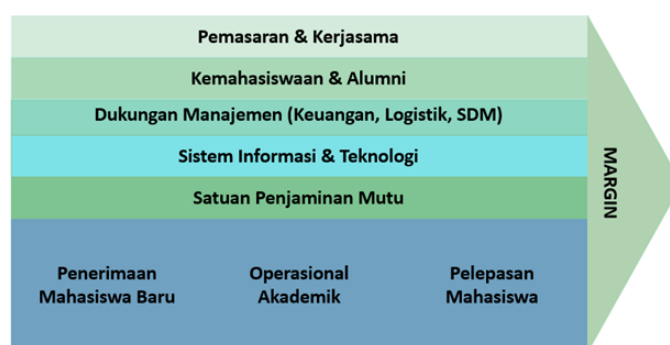 Pemasaran & Kerjasama
Kemahasiswaan & Alumni
Dukungan Manajemen (Keuangan, Logistik, SDM)
Sistem Informasi & Teknologi
Satuan Penjaminan Mutu
MARGIN
Penerimaan
Mahasiswa Baru
Operasional
Akademik
Pelepasan
Mahasiswa